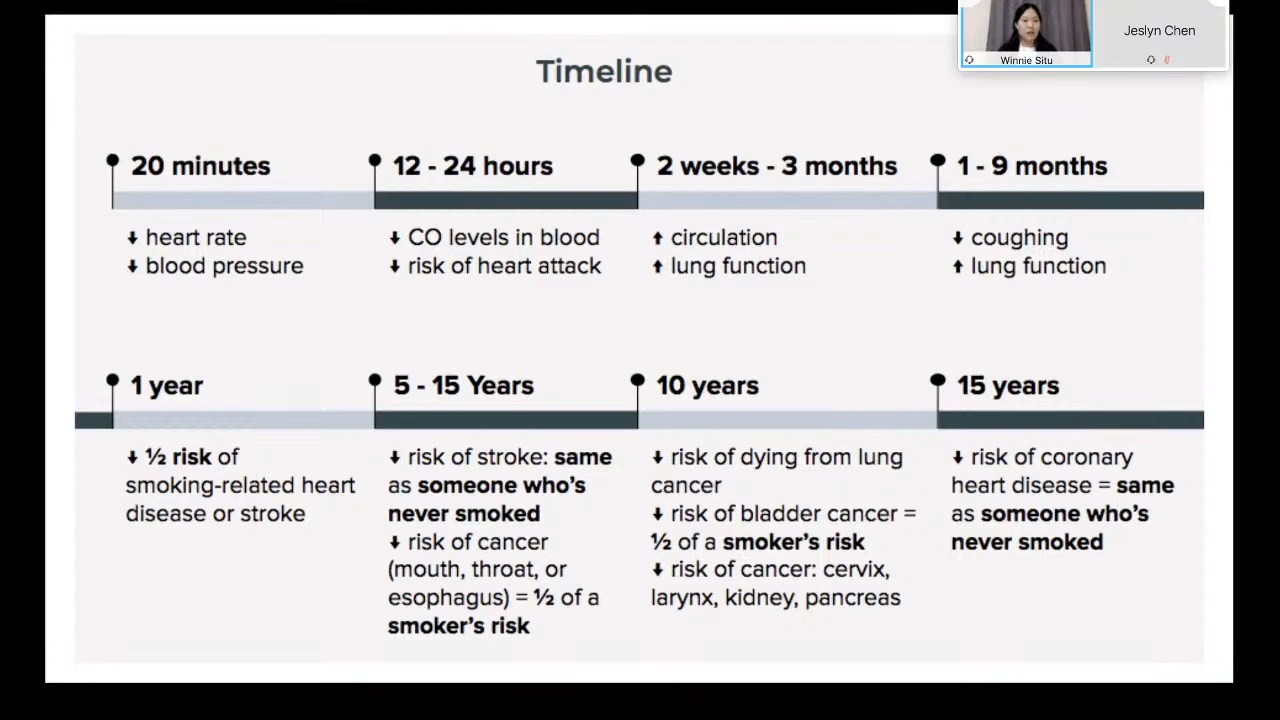 Winnie Situ
Jeslyn Chen
Timeline
20 minutes
↓ heart rate
↓ blood pressure
12 - 24 hours
↓ CO levels in blood
↓ risk of heart attack
2 weeks - 3 months
↑ circulation
↑ lung function
1 - 9 months
↓ coughing
↑ lung function
1 year
↓ ½ risk of
smoking-related heart
disease or stroke
5 - 15 Years
↓ risk of stroke: same
as someone who's
never smoked
↓ risk of cancer
(mouth, throat, or
esophagus) = ½ of a
smoker's risk
10 years
↓ risk of dying from lung
cancer
↓ risk of bladder cancer =
½ of a smoker's risk
↓ risk of cancer: cervix,
larynx, kidney, pancreas
15 years
↓ risk of coronary
heart disease = same
as someone who's
never smoked